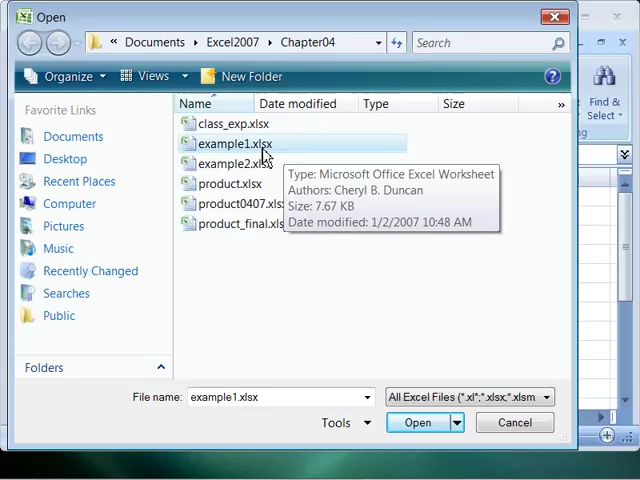 Open
« Documents Excel2007 Chapter04
Search
Organize Views New Folder
Favorite Links
Documents
Desktop
Recent Places
Computer
Pictures
Music
Recently Changed
Searches
Public
Folders
Name Date modified Type Size »
class_exp.xlsx
example1.xlsx
example2.xlsx
product.xlsx
product0407.xls
product_final.xls
Type: Microsoft Office Excel Worksheet
Authors: Cheryl B. Duncan
Size: 7.67 KB
Date modified: 1/2/2007 10:48 AM
File name: example1.xlsx
All Excel Files (*.xl*;*.xlsx;*.xlsm
Tools
Open
Cancel
Find &
Select